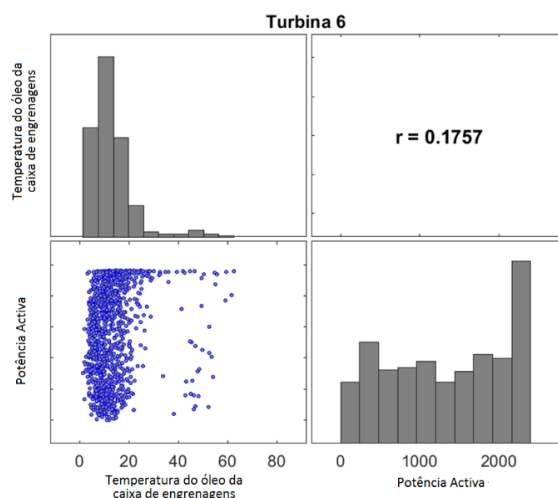 Turbina 6
Temperatura do óleo da
caixa de engrenagens
r = 0.1757
Potência Activa
0 20 40 60 80
Temperatura do óleo da
caixa de engrenagens
0 1000 2000
Potência Activa